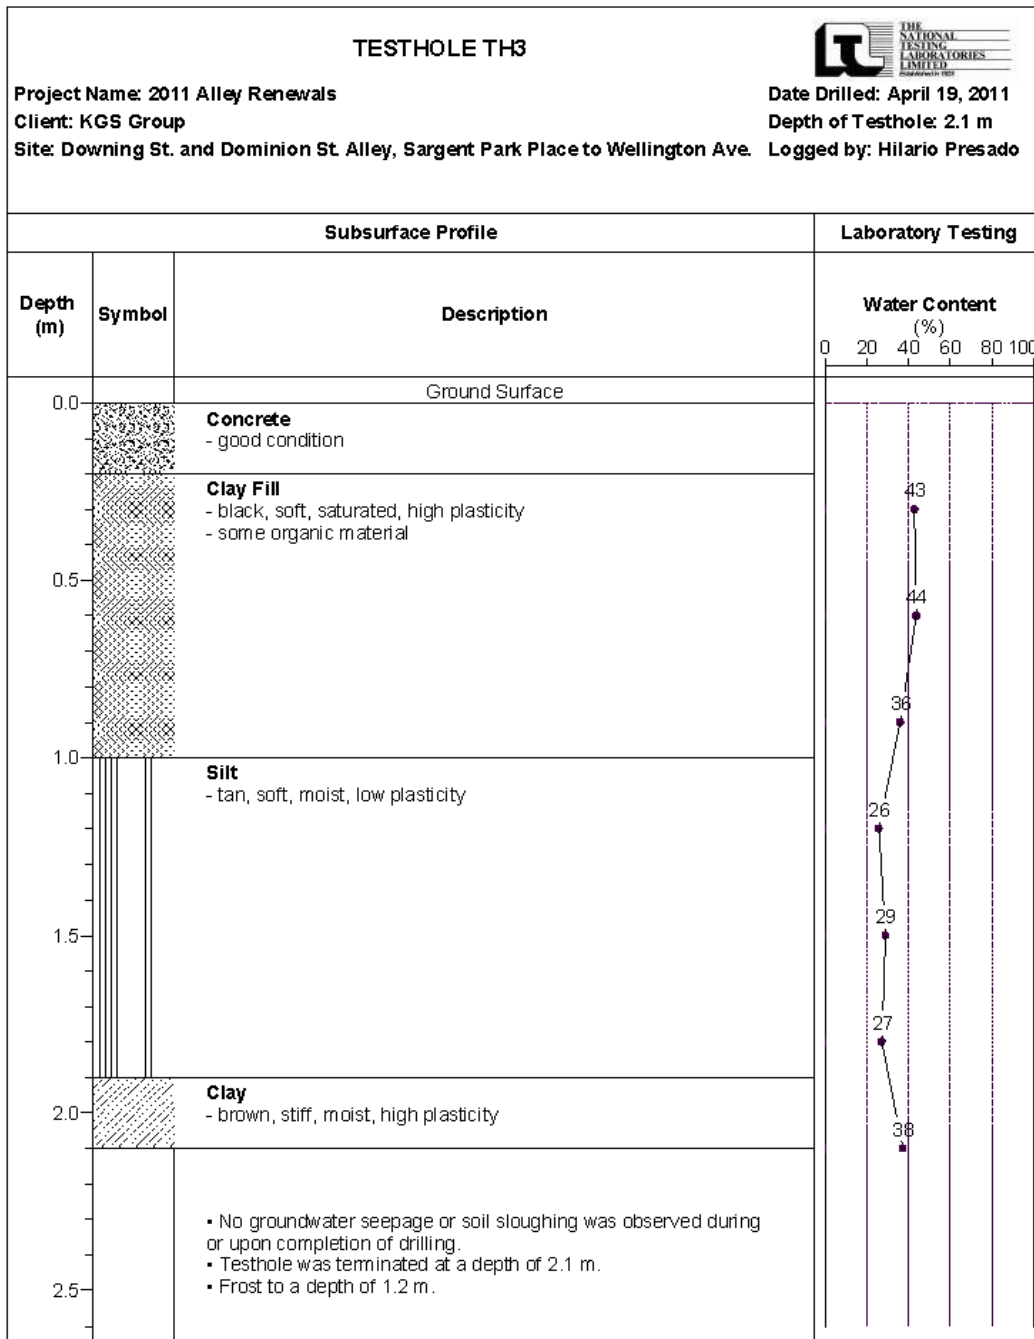 TESTHOLE TH3
THE
NATIONAL
TESTING
LABORATORIES
LIMITED
Established in 1923
Project Name: 2011 Alley Renewals
Date Drilled: April 19, 2011
Client: KGS Group
Depth of Testhole: 2.1 m
Site: Downing St. and Dominion St. Alley, Sargent Park Place to Wellington Ave.
Logged by: Hilario Presado
Subsurface Profile
Laboratory Testing
Depth
(m)
Symbol
Description
Water Content
(%)
0 20 40 60 80 100
Ground Surface
0.0
Concrete
- good condition
Clay Fill
- black, soft, saturated, high plasticity
- some organic material
43
0.5
44
36
1.0
Silt
- tan, soft, moist, low plasticity
26
29
1.5
27
Clay
- brown, stiff, moist, high plasticity
2.0
38
▪ No groundwater seepage or soil sloughing was observed during
or upon completion of drilling.
▪ Testhole was terminated at a depth of 2.1 m.
▪ Frost to a depth of 1.2 m.
2.5